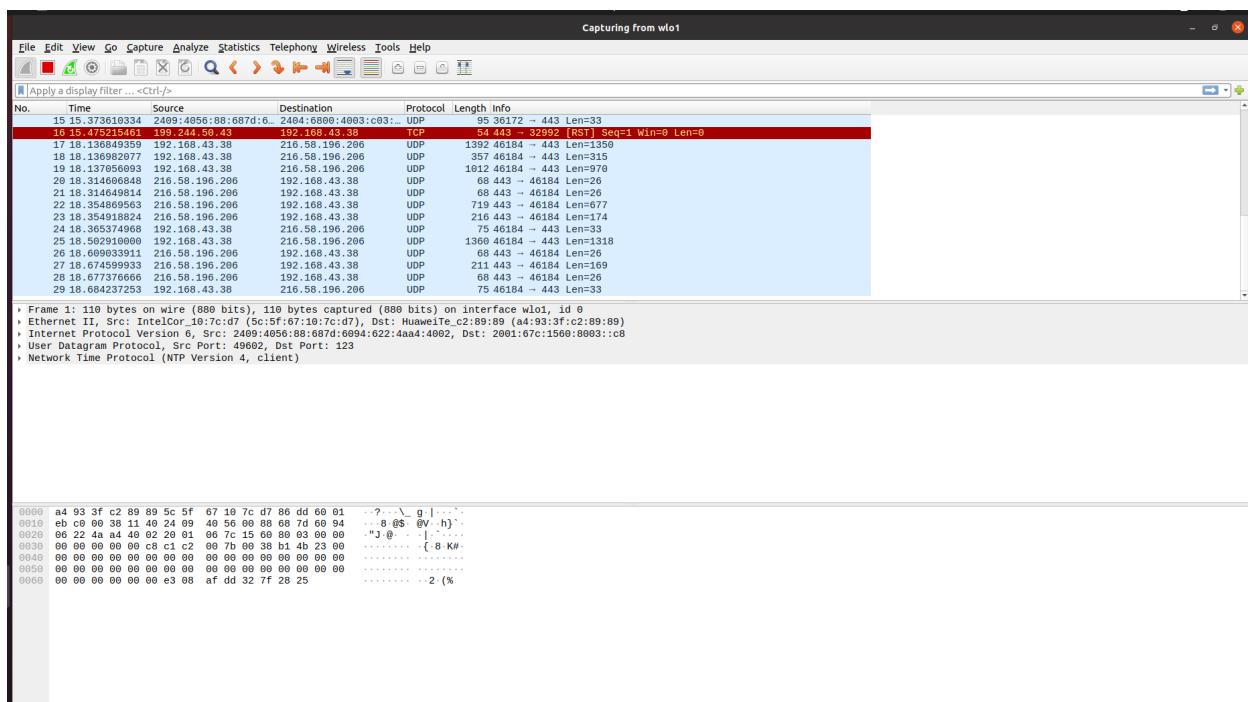 Capturing from wlo1
File Edit View Go Capture Analyze Statistics Telephony Wireless Tools Help
Apply a display filter ... <Ctrl-/>
No. Time Source Destination Protocol Length Info
15 15.373610334 2409:4056:88:687d:6… 2404:6800:4003:c03:… UDP 95 36172 → 443 Len=33
16 15.475215461 199.244.50.43 192.168.43.38 TCP 54 443 → 32992 [RST] Seq=1 Win=0 Len=0
17 18.136849359 192.168.43.38 216.58.196.206 UDP 1392 46184 → 443 Len=1350
18 18.136982077 192.168.43.38 216.58.196.206 UDP 357 46184 → 443 Len=315
19 18.137056093 192.168.43.38 216.58.196.206 UDP 1012 46184 → 443 Len=970
20 18.314606848 216.58.196.206 192.168.43.38 UDP 68 443 → 46184 Len=26
21 18.314649814 216.58.196.206 192.168.43.38 UDP 68 443 → 46184 Len=26
22 18.354869563 216.58.196.206 192.168.43.38 UDP 719 443 → 46184 Len=677
23 18.354918824 216.58.196.206 192.168.43.38 UDP 216 443 → 46184 Len=174
24 18.365374968 192.168.43.38 216.58.196.206 UDP 75 46184 → 443 Len=33
25 18.502910000 192.168.43.38 216.58.196.206 UDP 1360 46184 → 443 Len=1318
26 18.609033911 216.58.196.206 192.168.43.38 UDP 68 443 → 46184 Len=26
27 18.674599933 216.58.196.206 192.168.43.38 UDP 211 443 → 46184 Len=169
28 18.677376666 216.58.196.206 192.168.43.38 UDP 68 443 → 46184 Len=26
29 18.684237253 192.168.43.38 216.58.196.206 UDP 75 46184 → 443 Len=33
Frame 1: 110 bytes on wire (880 bits), 110 bytes captured (880 bits) on interface wlo1, id 0
Ethernet II, Src: IntelCor_10:7c:d7 (5c:5f:67:10:7c:d7), Dst: HuaweiTe_c2:89:89 (a4:93:3f:c2:89:89)
Internet Protocol Version 6, Src: 2409:4056:88:687d:6094:622:4aa4:4002, Dst: 2001:67c:1560:8003::c8
User Datagram Protocol, Src Port: 49602, Dst Port: 123
Network Time Protocol (NTP Version 4, client)
0000 a4 93 3f c2 89 89 5c 5f 67 10 7c d7 86 dd 60 01 ··?···\_ g·|···`·
0010 eb c0 00 38 11 40 24 09 40 56 00 88 68 7d 60 94 ···8·@$· @V··h}`·
0020 06 22 4a a4 40 02 20 01 06 7c 15 60 80 03 00 00 ·"J·@· · ·|·`····
0030 00 00 00 00 00 c8 c1 c2 00 7b 00 38 b1 4b 23 00 ········ ·{·8·K#·
0040 00 00 00 00 00 00 00 00 00 00 00 00 00 00 00 00 ········ ········
0050 00 00 00 00 00 00 00 00 00 00 00 00 00 00 00 00 ········ ········
0060 00 00 00 00 00 00 e3 08 af dd 32 7f 28 25 ········ ··2·(%